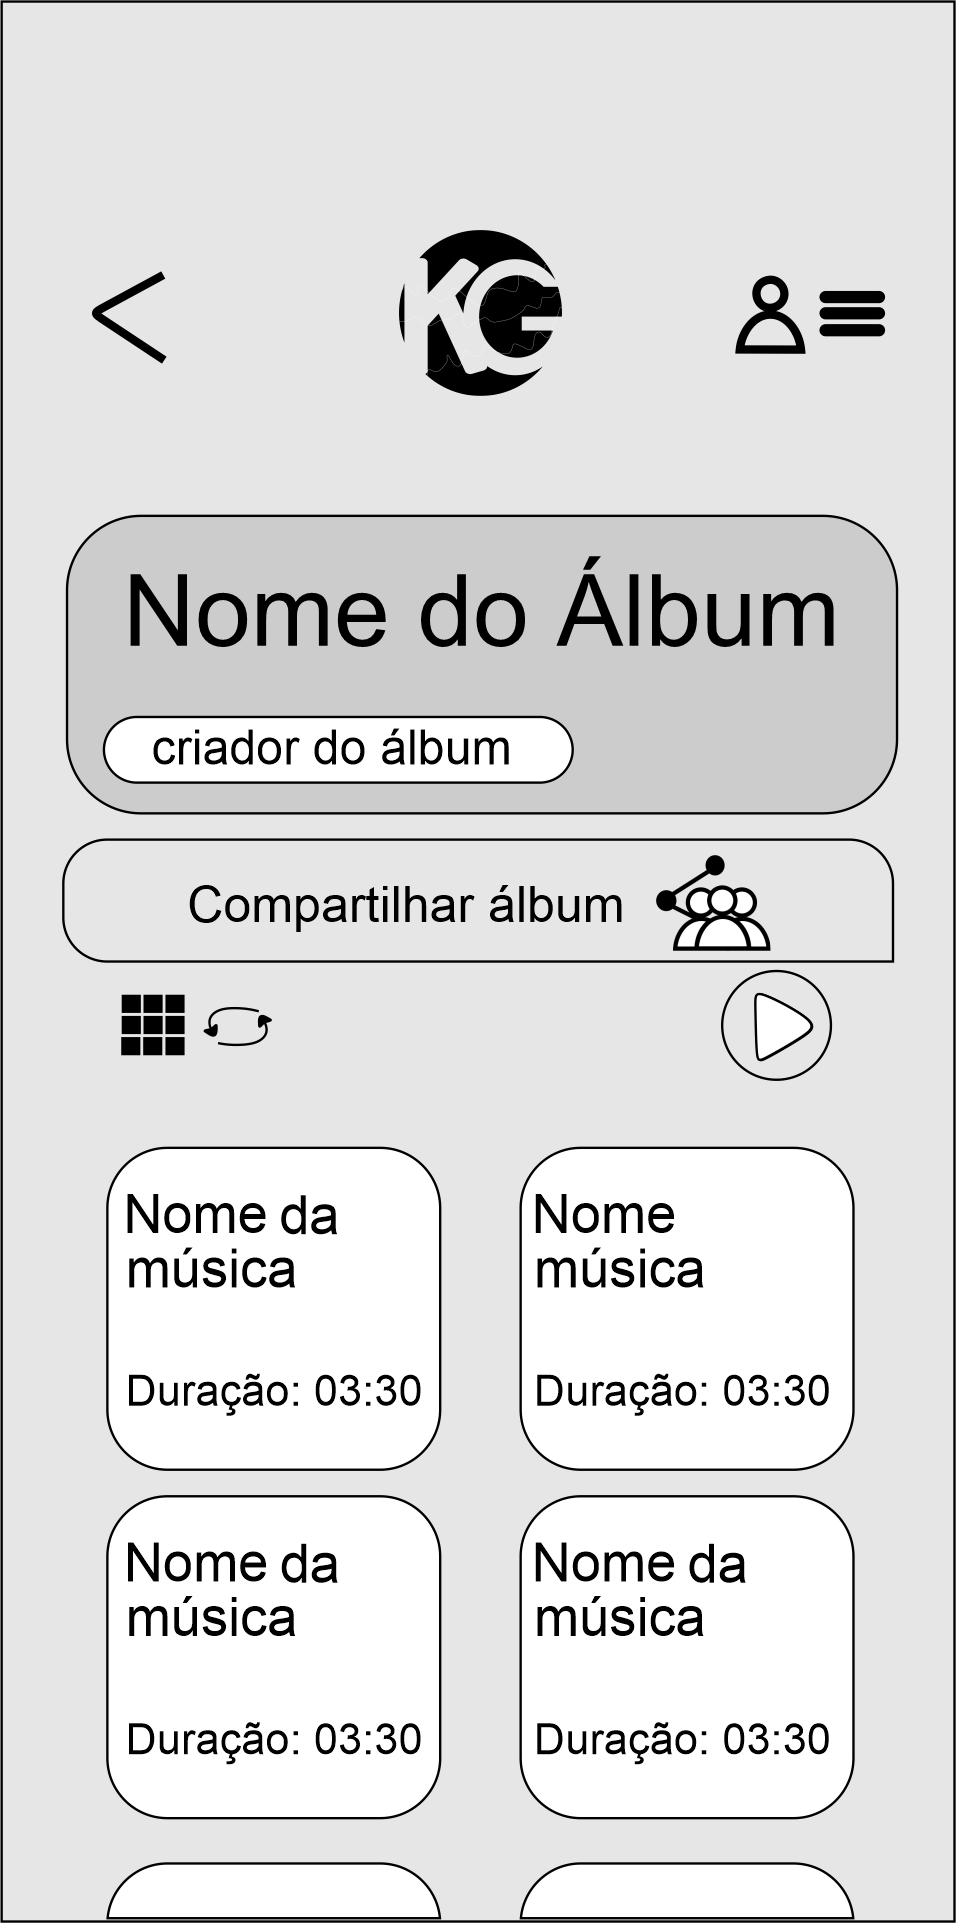 KG
Nome do Álbum
criador do álbum
Compartilhar álbum
Nome da
música
Duração: 03:30
Nome
música
Duração: 03:30
Nome da
música
Duração: 03:30
Nome da
música
Duração: 03:30